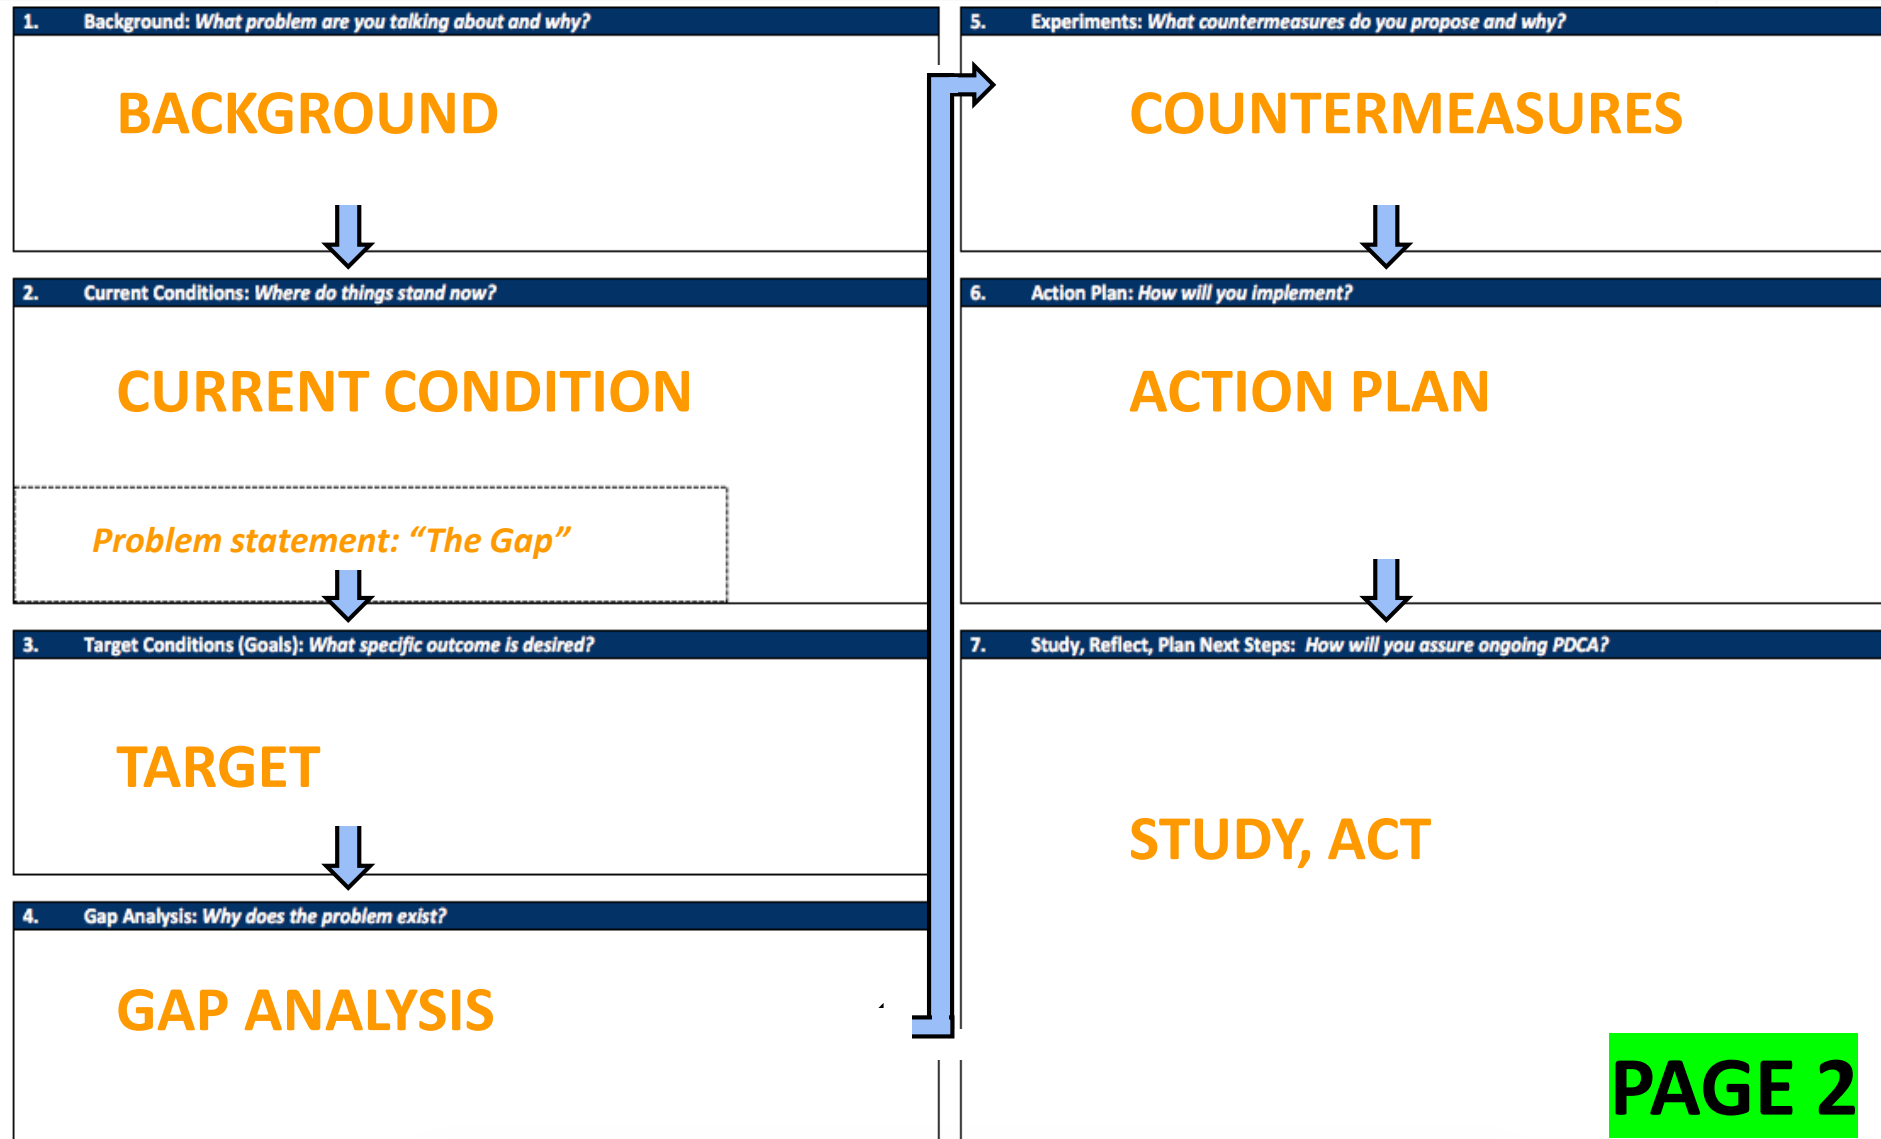 1. Background: What problem are you talking about and why?
BACKGROUND
2. Current Conditions: Where do things stand now?
CURRENT CONDITION
Problem statement: “The Gap”
3. Target Conditions (Goals): What specific outcome is desired?
TARGET
4. Gap Analysis: Why does the problem exist?
GAP ANALYSIS
5. Experiments: What countermeasures do you propose and why?
COUNTERMEASURES
6. Action Plan: How will you implement?
ACTION PLAN
7. Study, Reflect, Plan Next Steps: How will you assure ongoing PDCA?
STUDY, ACT
PAGE 2